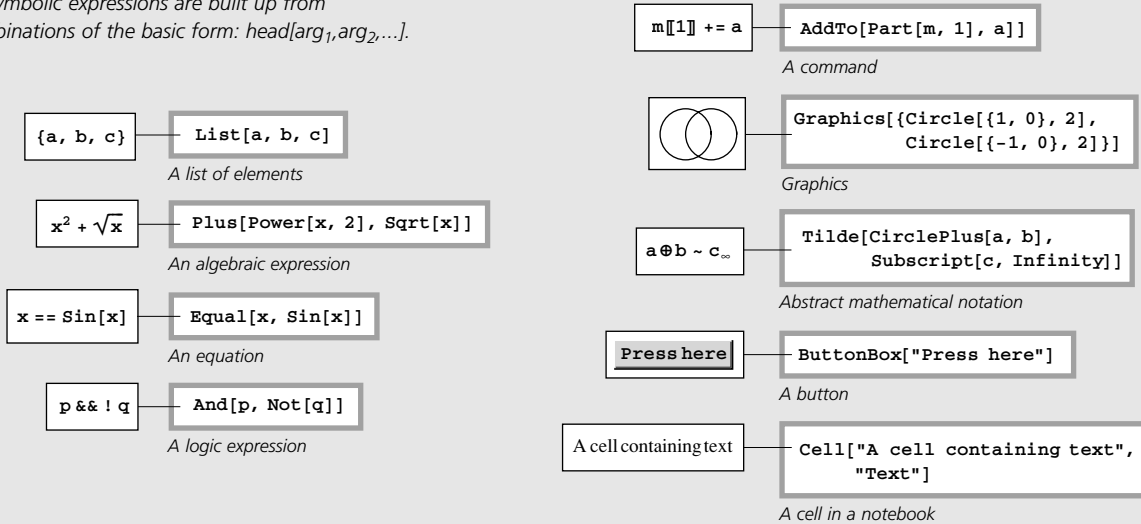 symbolic expressions are built up from
combinations of the basic form: head[arg1,arg2,...].
{a, b, c} List[a, b, c]
A list of elements
x² + √x Plus[Power[x, 2], Sqrt[x]]
An algebraic expression
x == Sin[x] Equal[x, Sin[x]]
An equation
p && ! q And[p, Not[q]]
A logic expression
m〚1〛 += a AddTo[Part[m, 1], a]]
A command
Graphics[{Circle[{1, 0}, 2],
Circle[{-1, 0}, 2]}]
Graphics
a⊕b ~ c∞ Tilde[CirclePlus[a, b],
Subscript[c, Infinity]]
Abstract mathematical notation
Press here ButtonBox["Press here"]
A button
A cell containing text Cell["A cell containing text",
"Text"]
A cell in a notebook